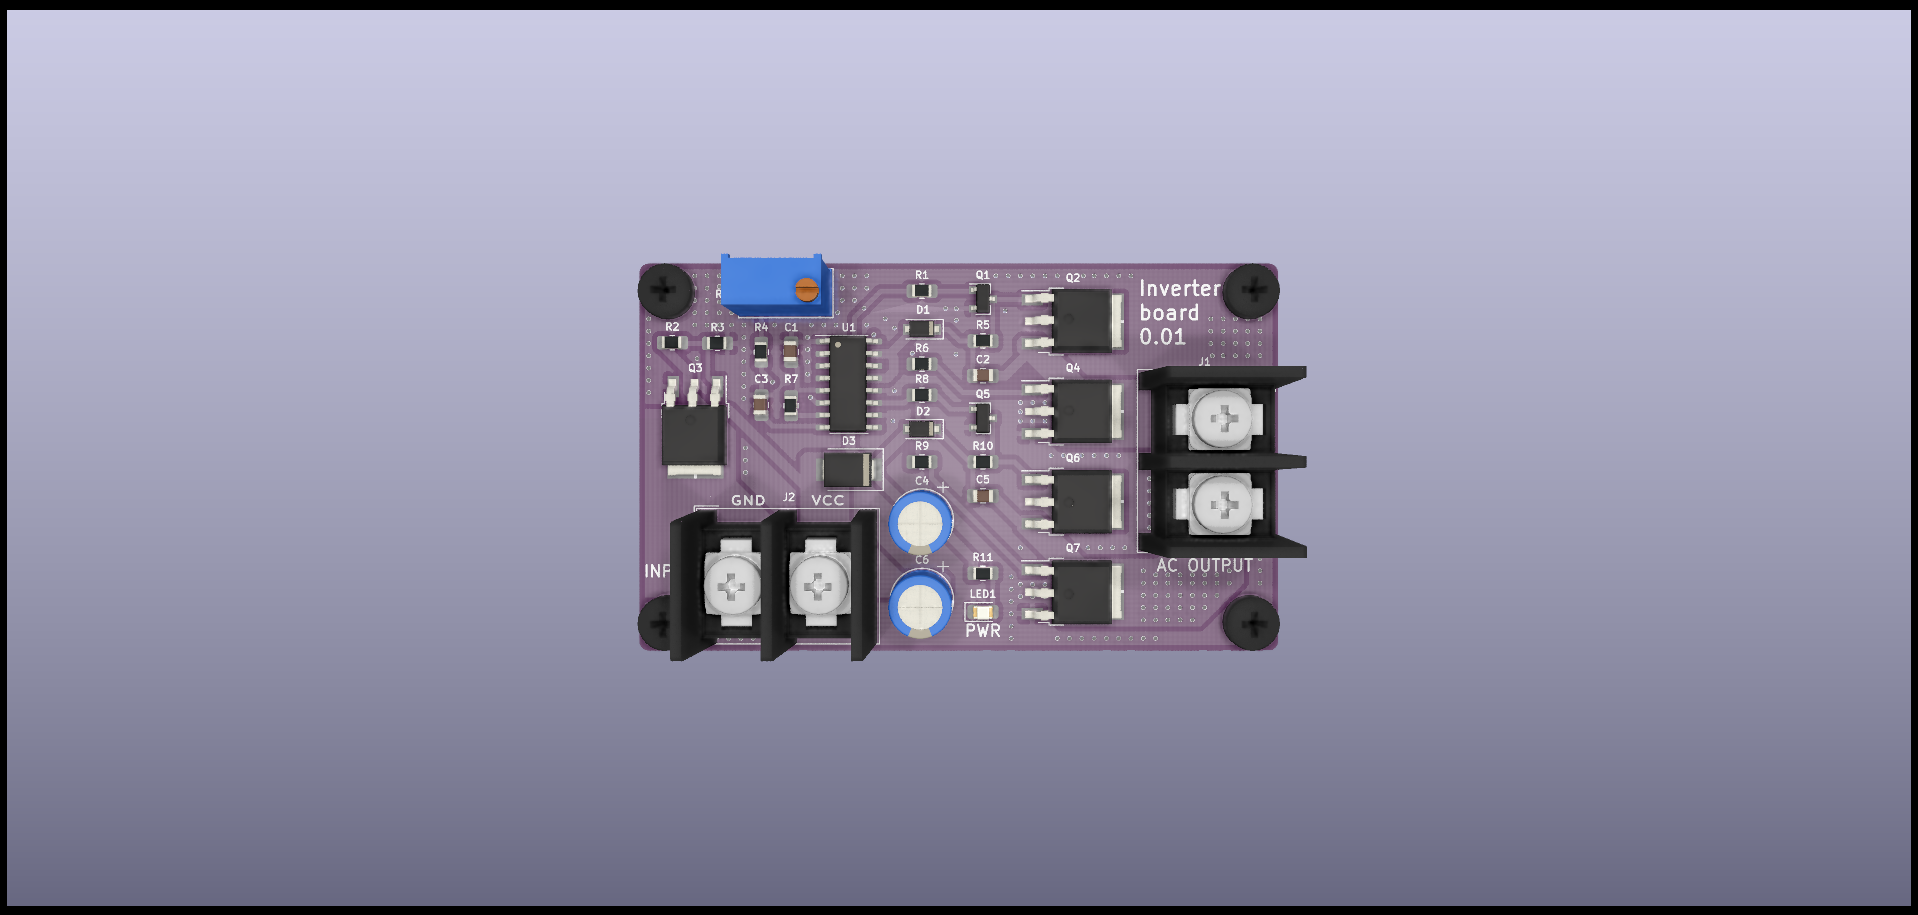 R1
Q1
Q2
Inverter
board
0.01
D1
R2
R3
R4
C1
U1
R5
R6
C2
J1
Q3
Q4
C3
R7
R8
Q5
D2
D3
R9
R10
Q6
C4
C5
GND
J2
VCC
Q7
R11
C6
AC OUTPUT
LED1
PWR